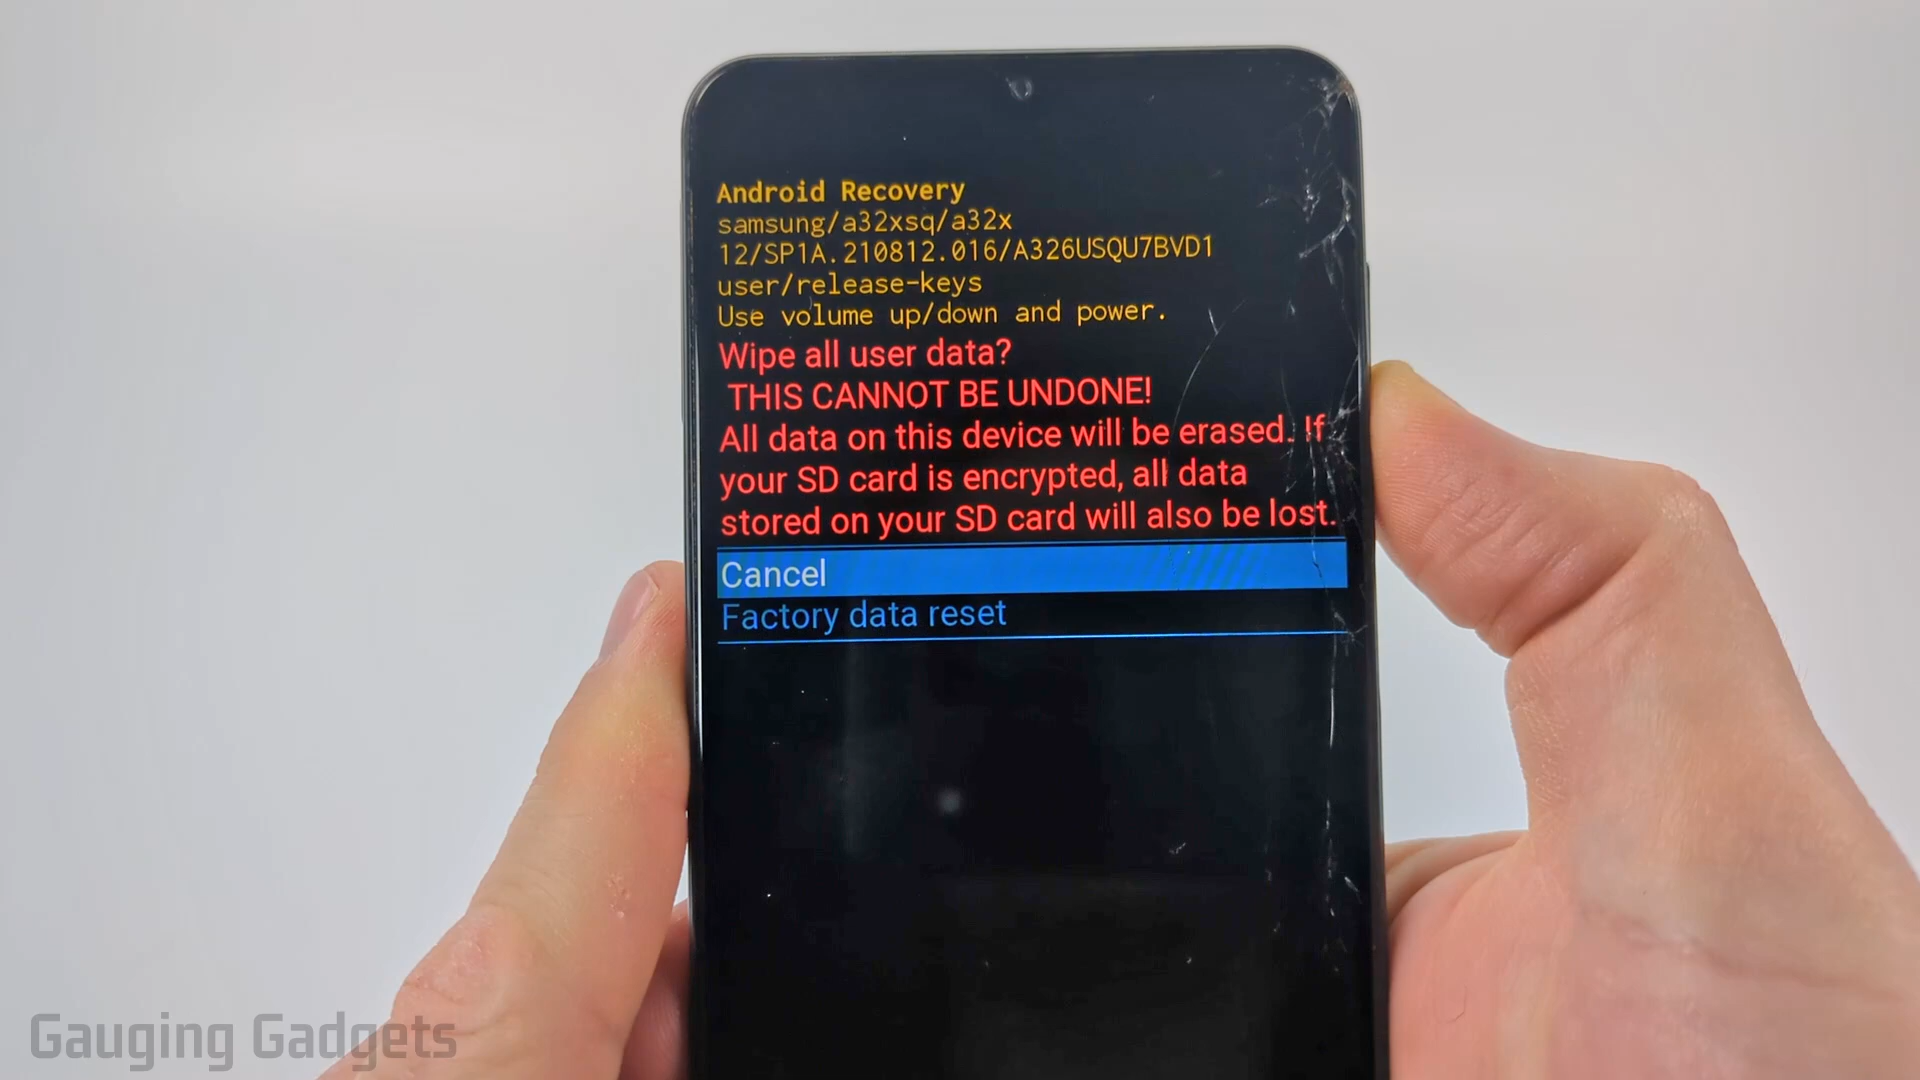 Android Recovery
samsung/a32xsq/a32x
12/SP1A.210812.016/A326USQU7BVD1
user/release-keys
Use volume up/down and power.
Wipe all user data?
THIS CANNOT BE UNDONE!
All data on this device will be erased. If
your SD card is encrypted, all data
stored on your SD card will also be lost.
Cancel
Factory data reset
Gauging Gadgets